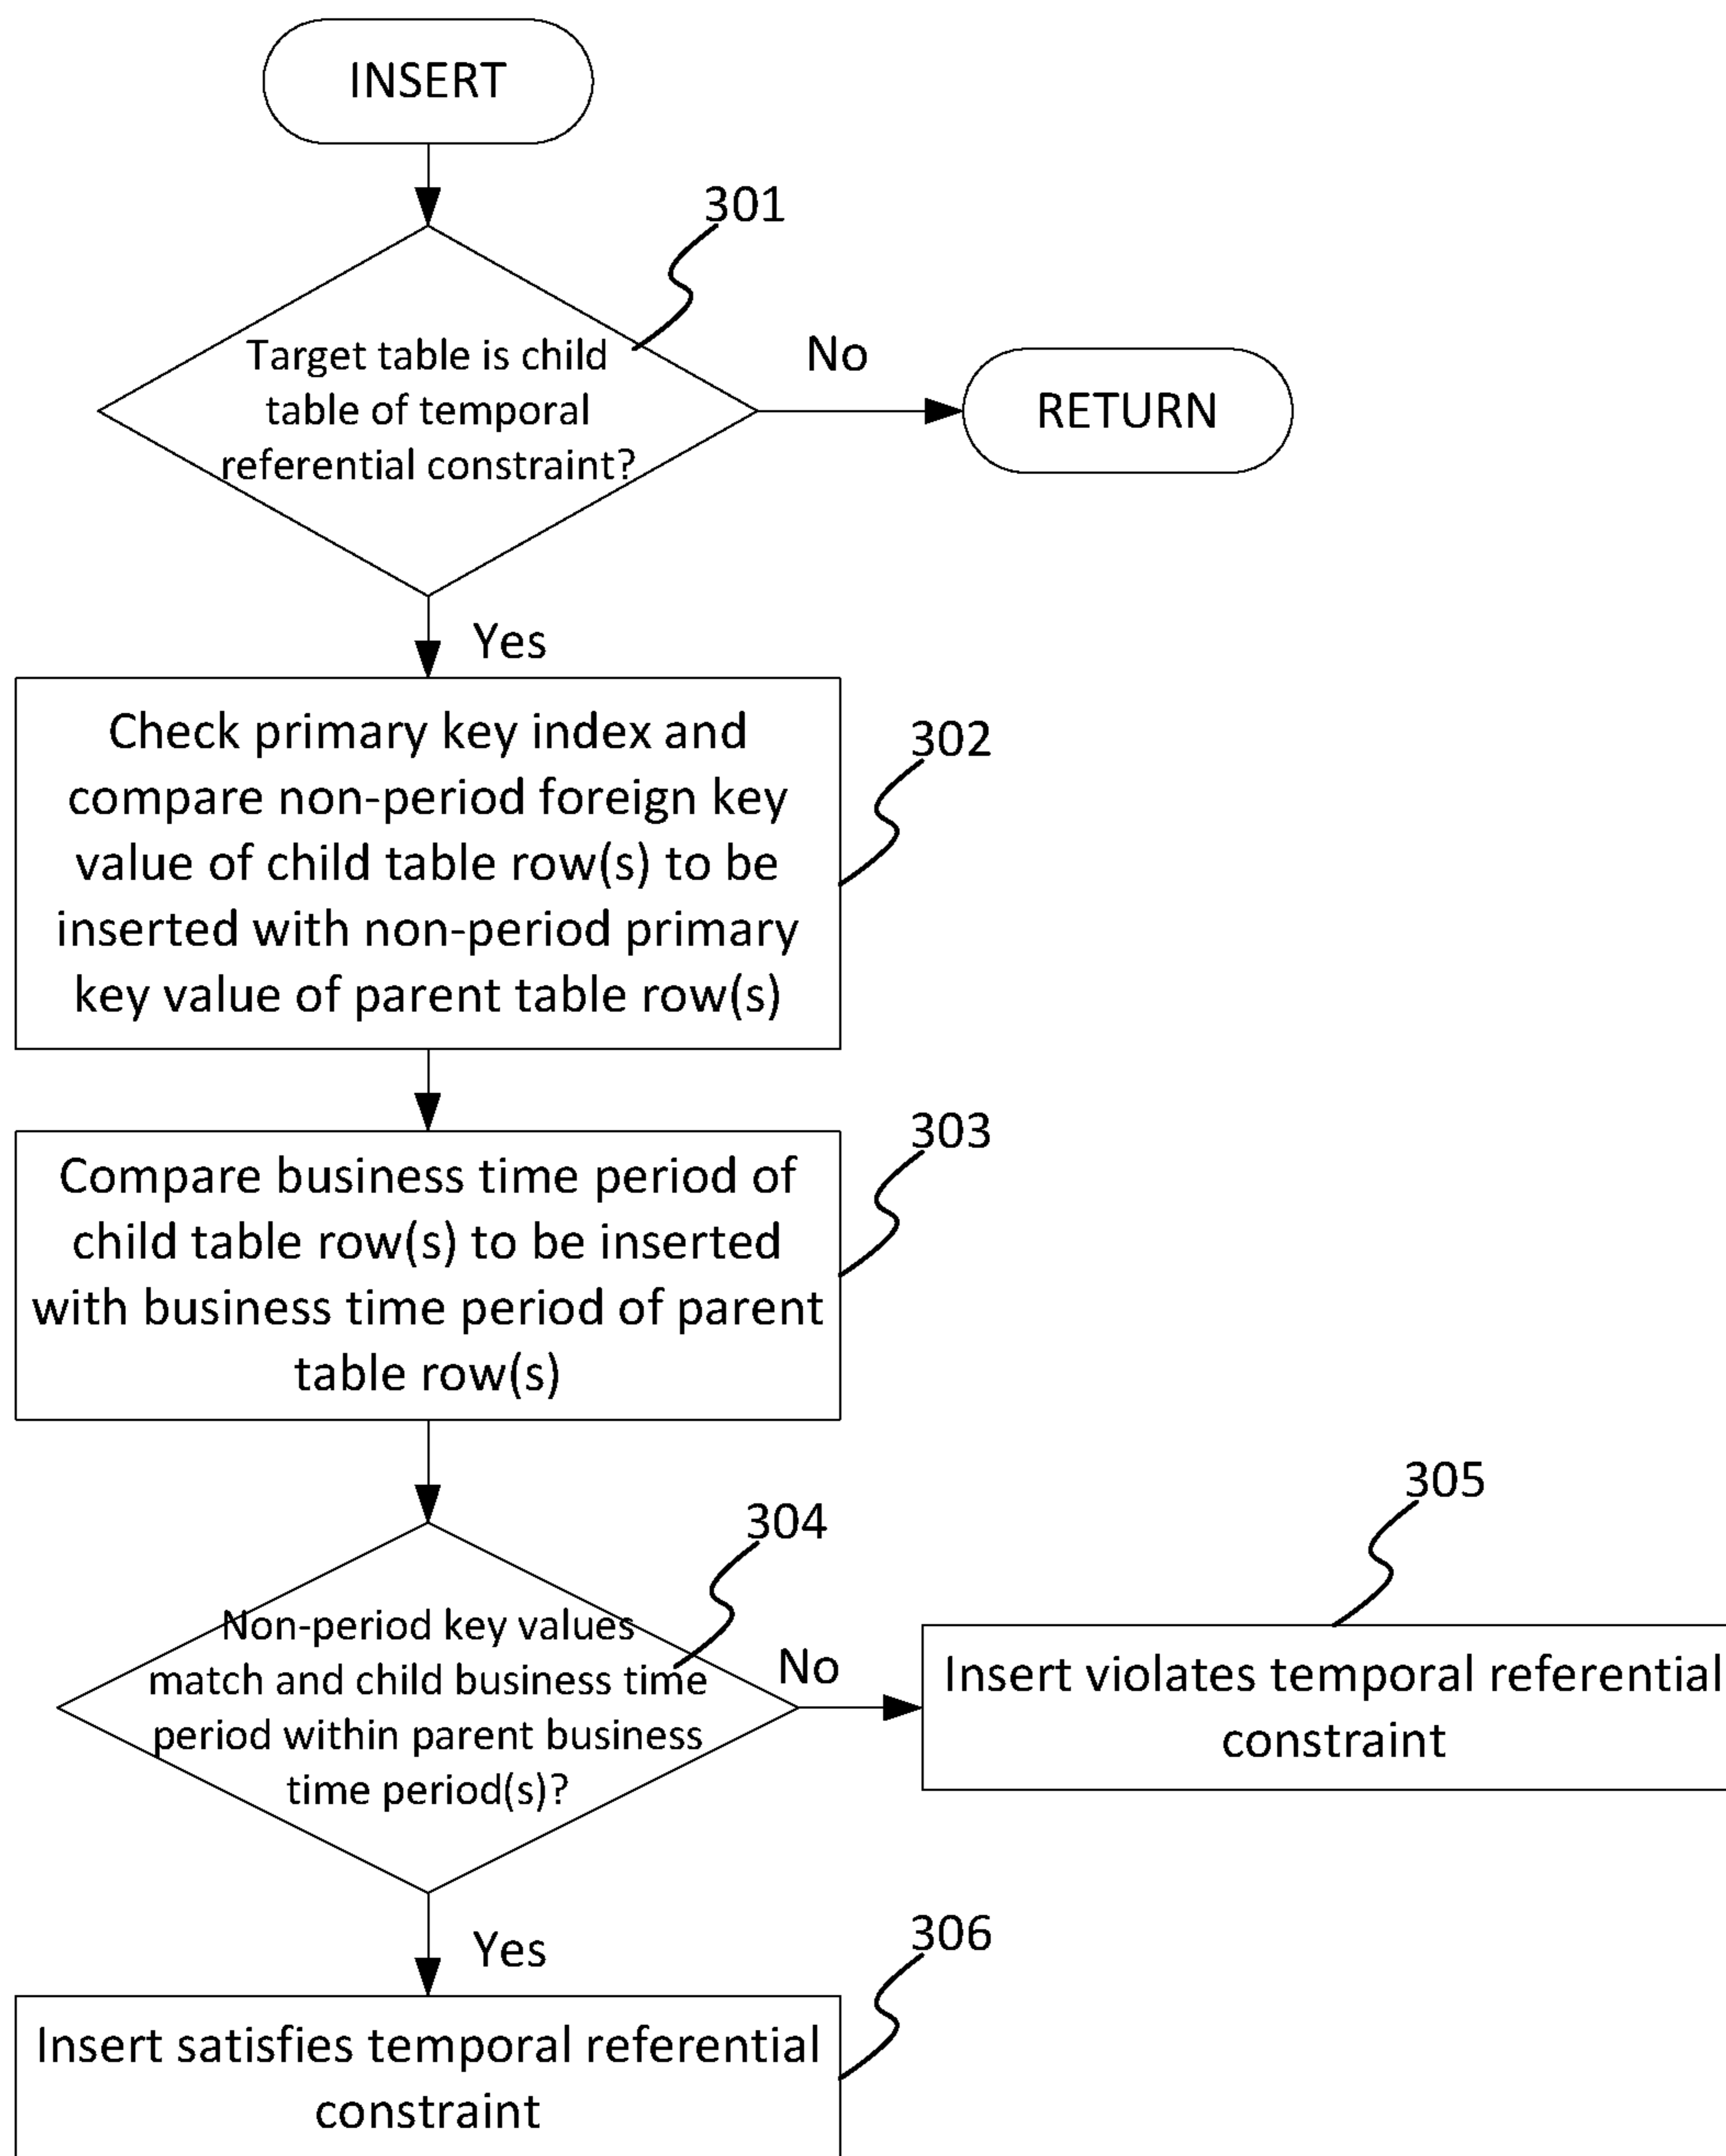 INSERT
301
Target table is child
table of temporal
referential constraint?
No
RETURN
Yes
Check primary key index and
compare non-period foreign key
value of child table row(s) to be
inserted with non-period primary
key value of parent table row(s)
302
Compare business time period of
child table row(s) to be inserted
with business time period of parent
table row(s)
303
304
Non-period key values
match and child business time
period within parent business
time period(s)?
No
305
Insert violates temporal referential
constraint
Yes
306
Insert satisfies temporal referential
constraint